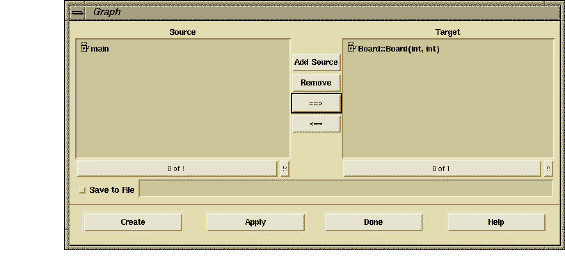 Graph
Source
Target
main
Board::Board(int, int)
Add Source
Remove
==>
<==
0 of 1
0 of 1
Save to File
Create
Apply
Done
Help